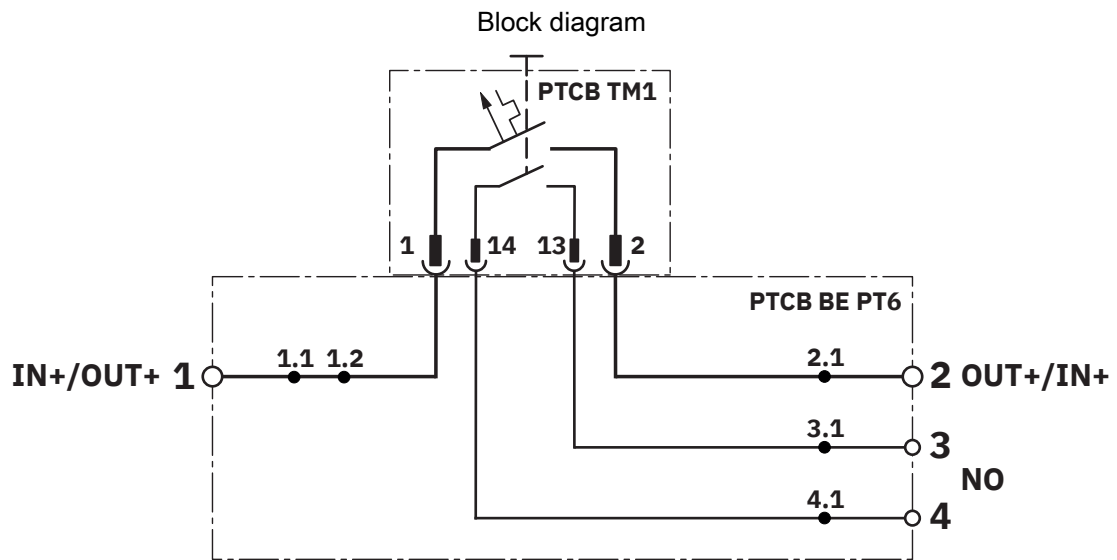 Block diagram
PTCB TM1
1 14 13 2
PTCB BE PT6
IN+/OUT+ 1 1.1 1.2 2.1 2 OUT+/IN+
3.1 3
NO
4.1 4